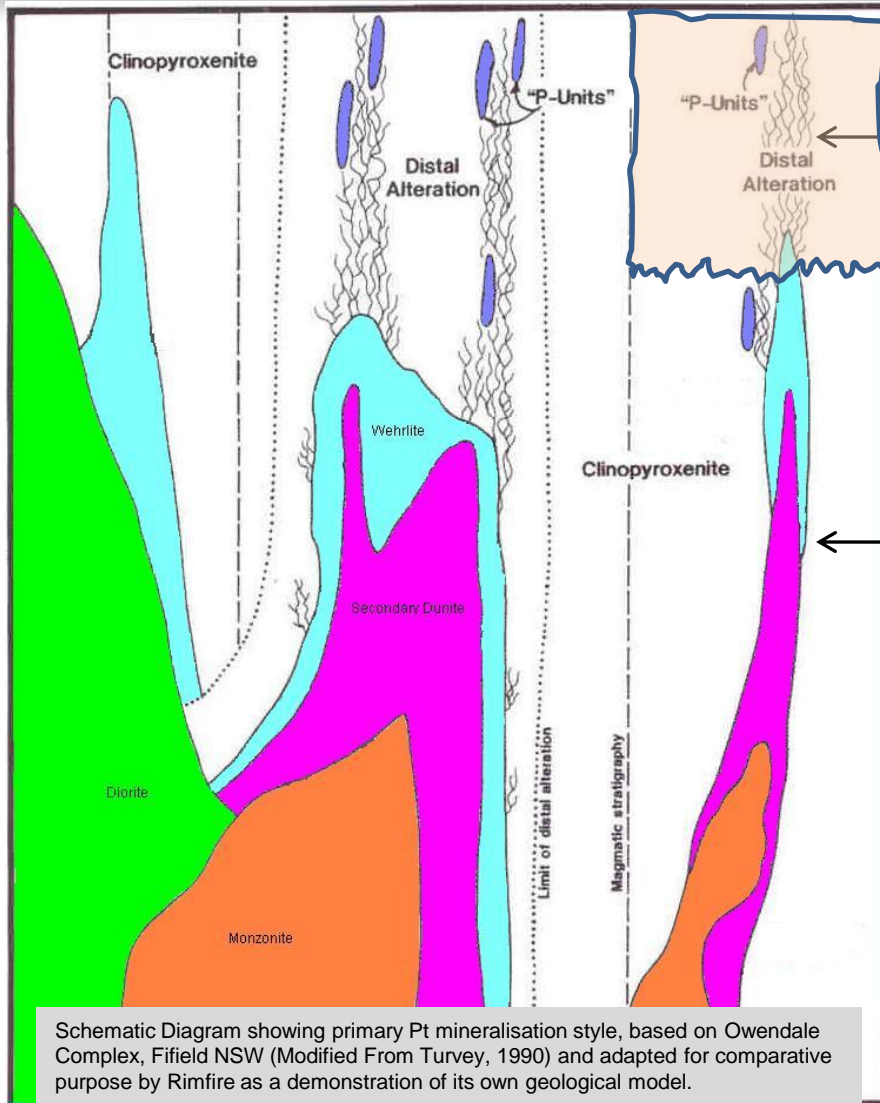 Clinopyroxenite
"P-Units"
Distal
Alteration
"P-Units"
Distal
Alteration
Wehrlite
Clinopyroxenite
Secondary Dunite
Diorite
Limit of distal alteration
Magmatic stratigraphy
Monzonite
Schematic Diagram showing primary Pt mineralisation style, based on Owendale
Complex, Fifield NSW (Modified From Turvey, 1990) and adapted for comparative
purpose by Rimfire as a demonstration of its own geological model.